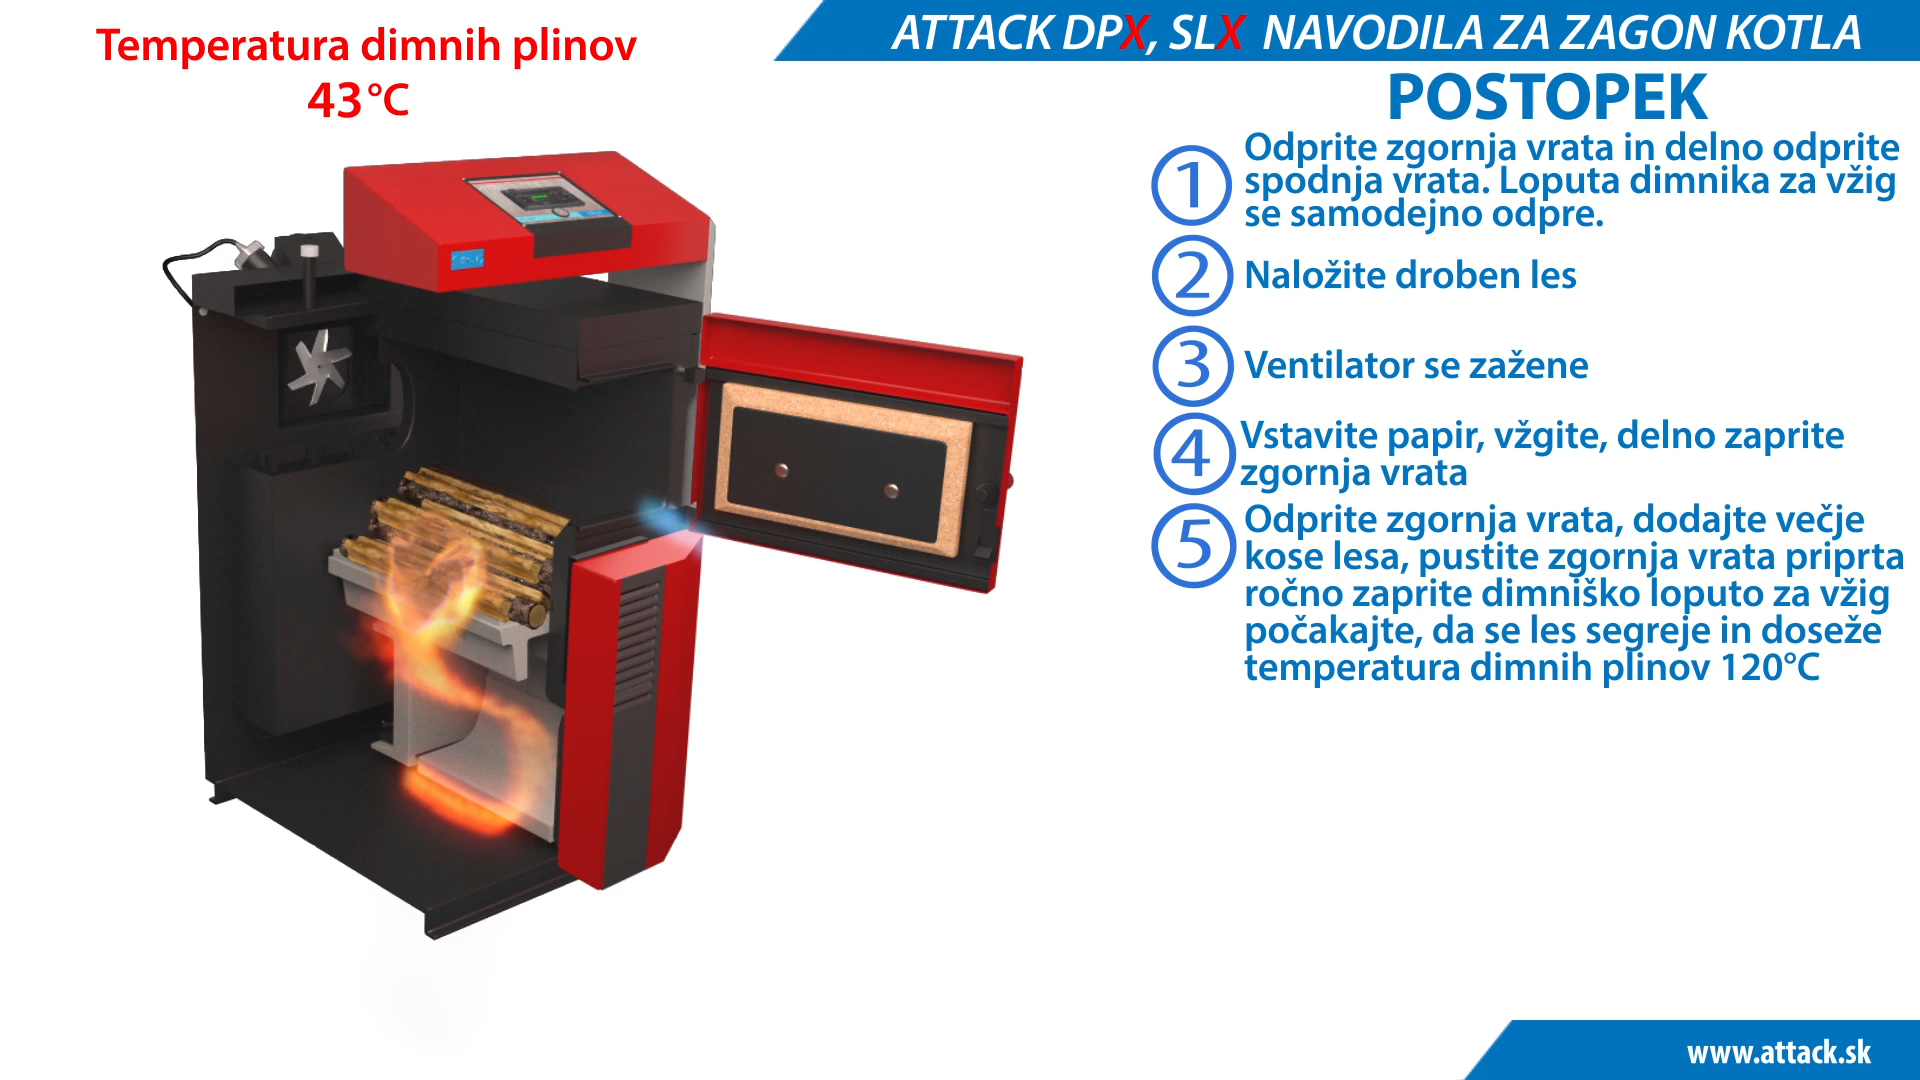 Temperatura dimnih plinov
43°C
ATTACK DPX, SLX NAVODILA ZA ZAGON KOTLA
POSTOPEK
1 Odprite zgornja vrata in delno odprite
spodnja vrata. Loputa dimnika za vžig
se samodejno odpre.
2 Naložite droben les
3 Ventilator se zažene
4 Vstavite papir, vžgite, delno zaprite
zgornja vrata
5 Odprite zgornja vrata, dodajte večje
kose lesa, pustite zgornja vrata priprta
ročno zaprite dimniško loputo za vžig
počakajte, da se les segreje in doseže
temperatura dimnih plinov 120°C
www.attack.sk